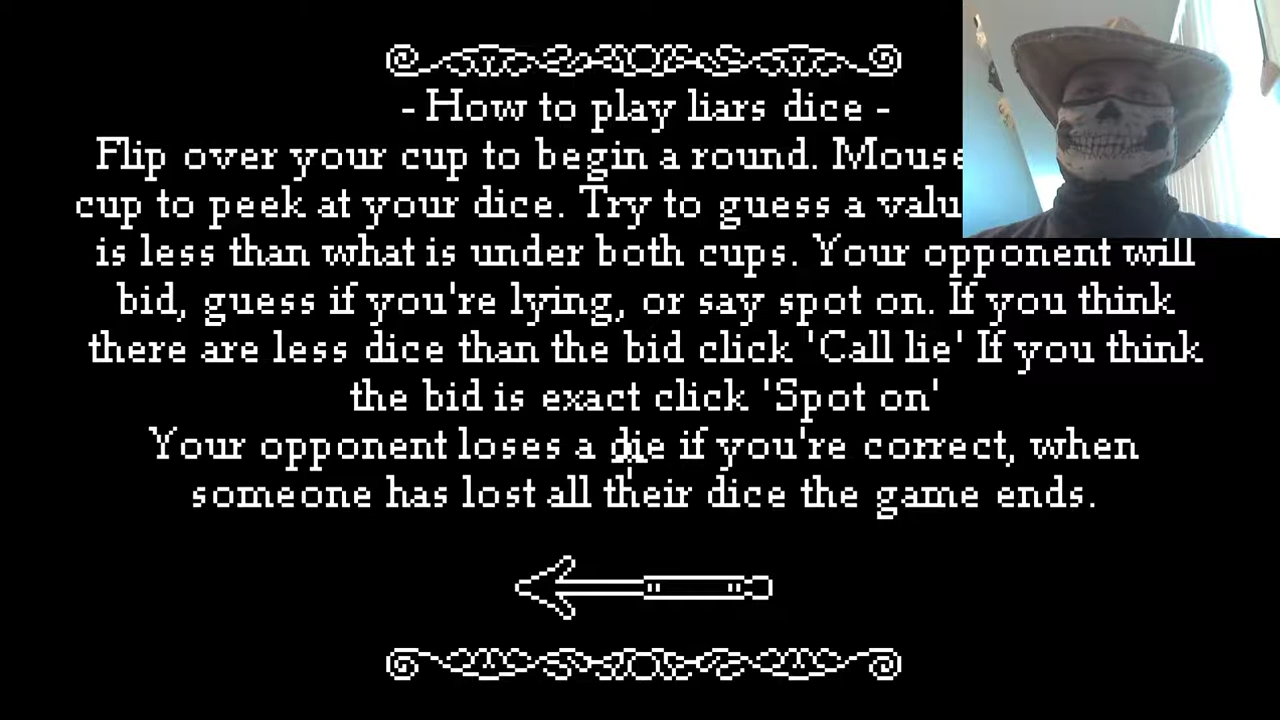 - How to play liars dice -
Flip over your cup to begin a round. Mouse
cup to peek at your dice. Try to guess a
is less than what is under both cups. Your opponent will
bid, guess if you're lying, or say spot on. If you think
there are less dice than the bid click 'Call lie' If you think
the bid is exact click 'Spot on'
Your opponent loses a die if you're correct, when
someone has lost all their dice the game ends.